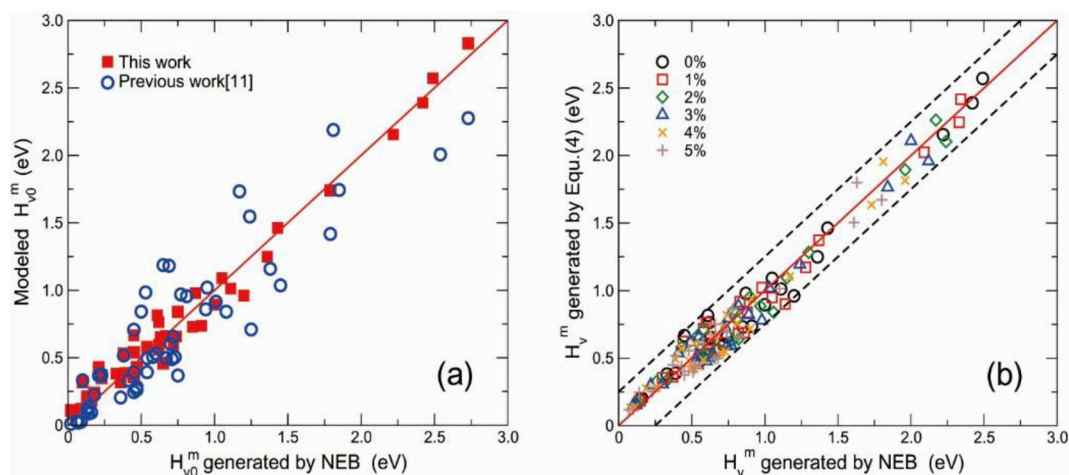 3.0
2.5
2.0
1.5
1.0
0.5
0
0 0.5 1.0 1.5 2.0 2.5 3.0
Modeled H_v0^m (eV)
H_v0^m generated by NEB (eV)
This work
Previous work[11]
(a)
3.0
2.5
2.0
1.5
1.0
0.5
0
0 0.5 1.0 1.5 2.0 2.5 3.0
H_v^m generated by Equ.(4) (eV)
H_v^m generated by NEB (eV)
0%
1%
2%
3%
4%
5%
(b)